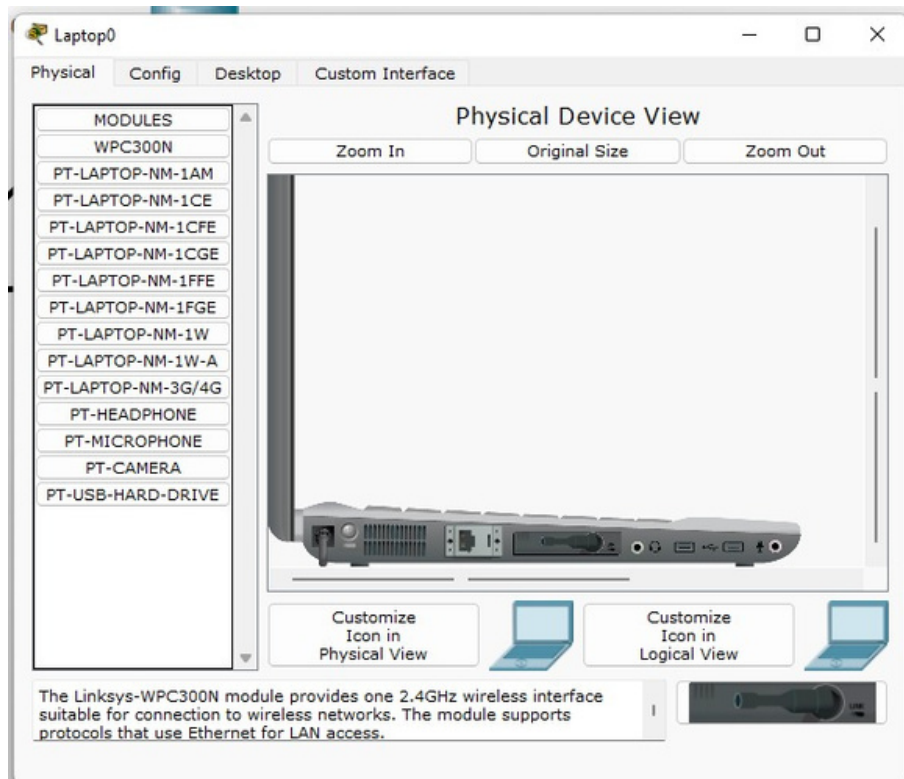 Laptop0
Physical Config Desktop Custom Interface
MODULES
WPC300N
PT-LAPTOP-NM-1AM
PT-LAPTOP-NM-1CE
PT-LAPTOP-NM-1CFE
PT-LAPTOP-NM-1CGE
PT-LAPTOP-NM-1FFE
PT-LAPTOP-NM-1FGE
PT-LAPTOP-NM-1W
PT-LAPTOP-NM-1W-A
PT-LAPTOP-NM-3G/4G
PT-HEADPHONE
PT-MICROPHONE
PT-CAMERA
PT-USB-HARD-DRIVE
Physical Device View
Zoom In Original Size Zoom Out
Customize
Icon in
Physical View
Customize
Icon in
Logical View
The Linksys-WPC300N module provides one 2.4GHz wireless interface
suitable for connection to wireless networks. The module supports
protocols that use Ethernet for LAN access.